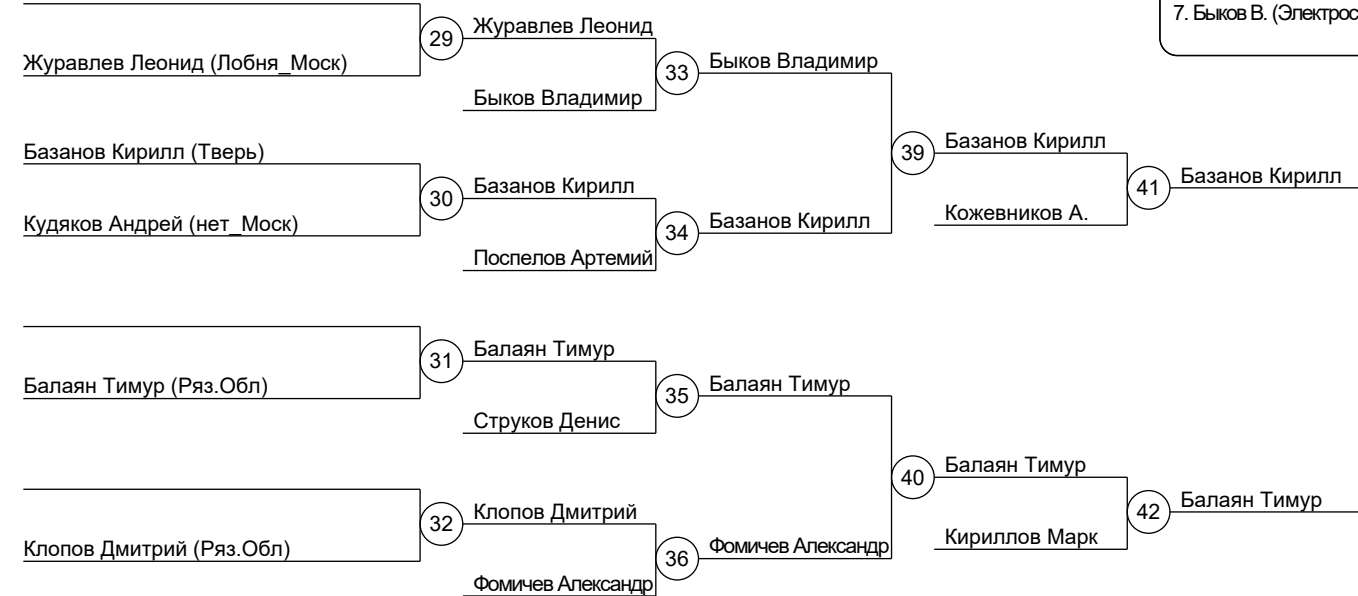 7. Быков В. (Электрос
29
Журавлев Леонид
Журавлев Леонид (Лобня_Моск)
33
Быков Владимир
Быков Владимир
39
Базанов Кирилл
Базанов Кирилл (Тверь)
41
Базанов Кирилл
30
Базанов Кирилл
Кожевников А.
Кудяков Андрей (нет_Моск)
34
Базанов Кирилл
Поспелов Артемий
31
Балаян Тимур
Балаян Тимур (Ряз.Обл)
35
Балаян Тимур
Струков Денис
40
Балаян Тимур
42
Балаян Тимур
32
Клопов Дмитрий
Кириллов Марк
Клопов Дмитрий (Ряз.Обл)
36
Фомичев Александр
Фомичев Александр